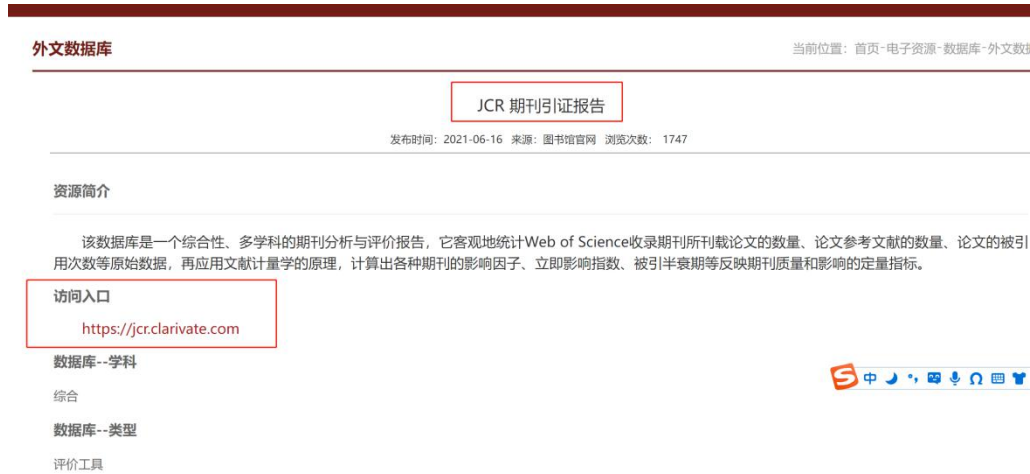 外文数据库
当前位置：首页-电子资源-数据库-外文数据
JCR 期刊引证报告
发布时间：2021-06-16 来源：图书馆官网 浏览次数： 1747
资源简介
该数据库是一个综合性、多学科的期刊分析与评价报告，它客观地统计Web of Science收录期刊所刊载论文的数量、论文参考文献的数量、论文的被引
用次数等原始数据，再应用文献计量学的原理，计算出各种期刊的影响因子、立即影响指数、被引半衰期等反映期刊质量和影响的定量指标。
访问入口
https://jcr.clarivate.com
数据库--学科
综合
中
数据库--类型
评价工具